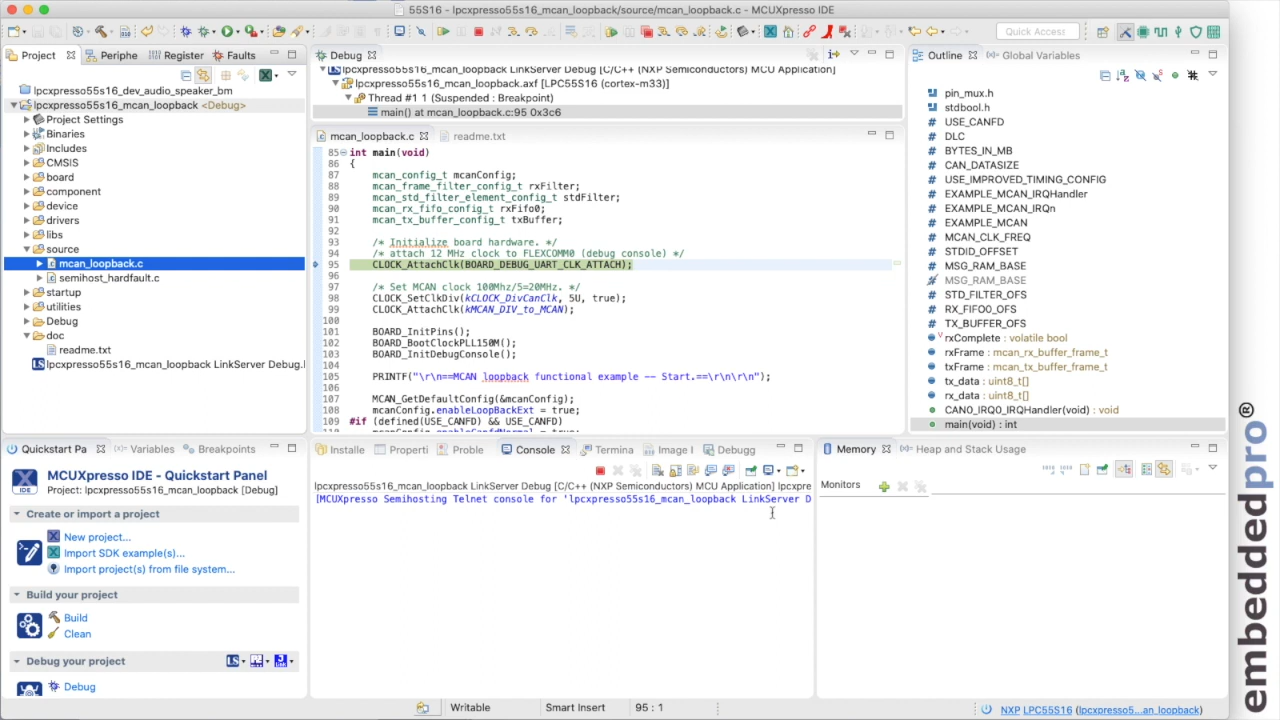 55S16 - lpcxpresso55s16_mcan_loopback/source/mcan_loopback.c - MCUXpresso IDE
Quick Access
Project
Periphe
Register
Faults
lpcxpresso55s16_dev_audio_speaker_bm
lpcxpresso55s16_mcan_loopback <Debug>
Project Settings
Binaries
Includes
CMSIS
board
component
device
drivers
libs
source
mcan_loopback.c
semihost_hardfault.c
startup
utilities
Debug
doc
readme.txt
lpcxpresso55s16_mcan_loopback LinkServer Debug.l
Debug
lpcxpresso55s16_mcan_loopback LinkServer Debug [C/C++ (NXP Semiconductors) MCU Application]
lpcxpresso55s16_mcan_loopback.axf [LPC55S16 (cortex-m33)]
Thread #1 1 (Suspended : Breakpoint)
main() at mcan_loopback.c:95 0x3c6
mcan_loopback.c
readme.txt
85 int main(void)
86 {
87 mcan_config_t mcanConfig;
88 mcan_frame_filter_config_t rxFilter;
89 mcan_std_filter_element_config_t stdFilter;
90 mcan_rx_fifo_config_t rxFifo0;
91 mcan_tx_buffer_config_t txBuffer;
92
93 /* Initialize board hardware. */
94 /* attach 12 MHz clock to FLEXCOMM0 (debug console) */
95 CLOCK_AttachClk(BOARD_DEBUG_UART_CLK_ATTACH);
96
97 /* Set MCAN clock 100Mhz/5=20MHz. */
98 CLOCK_SetClkDiv(kCLOCK_DivCanClk, 5U, true);
99 CLOCK_AttachClk(kMCAN_DIV_to_MCAN);
100
101 BOARD_InitPins();
102 BOARD_BootClockPLL150M();
103 BOARD_InitDebugConsole();
104
105 PRINTF("\r\n==MCAN loopback functional example -- Start.==\r\n\r\n");
106
107 MCAN_GetDefaultConfig(&mcanConfig);
108 mcanConfig.enableLoopBackExt = true;
109 #if (defined(USE_CANFD) && USE_CANFD)
Outline
Global Variables
pin_mux.h
stdbool.h
USE_CANFD
DLC
BYTES_IN_MB
CAN_DATASIZE
USE_IMPROVED_TIMING_CONFIG
EXAMPLE_MCAN_IRQHandler
EXAMPLE_MCAN_IRQn
EXAMPLE_MCAN
MCAN_CLK_FREQ
STDID_OFFSET
MSG_RAM_BASE
MSG_RAM_BASE
STD_FILTER_OFS
RX_FIFO0_OFS
TX_BUFFER_OFS
rxComplete : volatile bool
rxFrame : mcan_rx_buffer_frame_t
txFrame : mcan_tx_buffer_frame_t
tx_data : uint8_t[]
rx_data : uint8_t[]
CAN0_IRQ0_IRQHandler(void) : void
main(void) : int
Quickstart Pa
Variables
Breakpoints
MCUXpresso IDE - Quickstart Panel
Project: lpcxpresso55s16_mcan_loopback [Debug]
Create or import a project
New project...
Import SDK example(s)...
Import project(s) from file system...
Build your project
Build
Clean
Debug your project
Debug
Installe
Properti
Proble
Console
Termina
Image I
Debugg
lpcxpresso55s16_mcan_loopback LinkServer Debug [C/C++ (NXP Semiconductors) MCU Application] lpcxpre
[MCUXpresso Semihosting Telnet console for 'lpcxpresso55s16_mcan_loopback LinkServer D
Memory
Heap and Stack Usage
Monitors
Writable
Smart Insert
95 : 1
NXP LPC55S16 (lpcxpresso5...an_loopback)
embeddedpro®